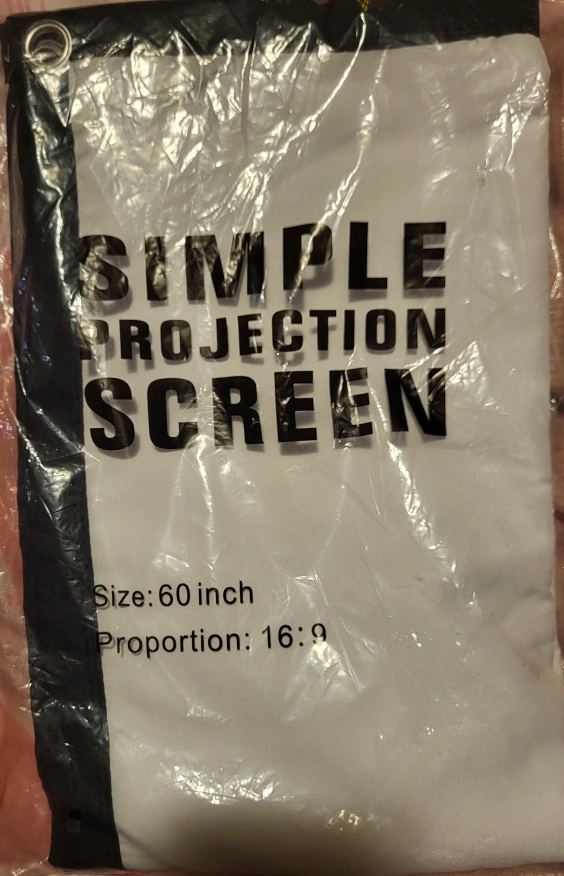 SIMPLE
PROJECTION
SCREEN
Size: 60 inch
Proportion: 16:9